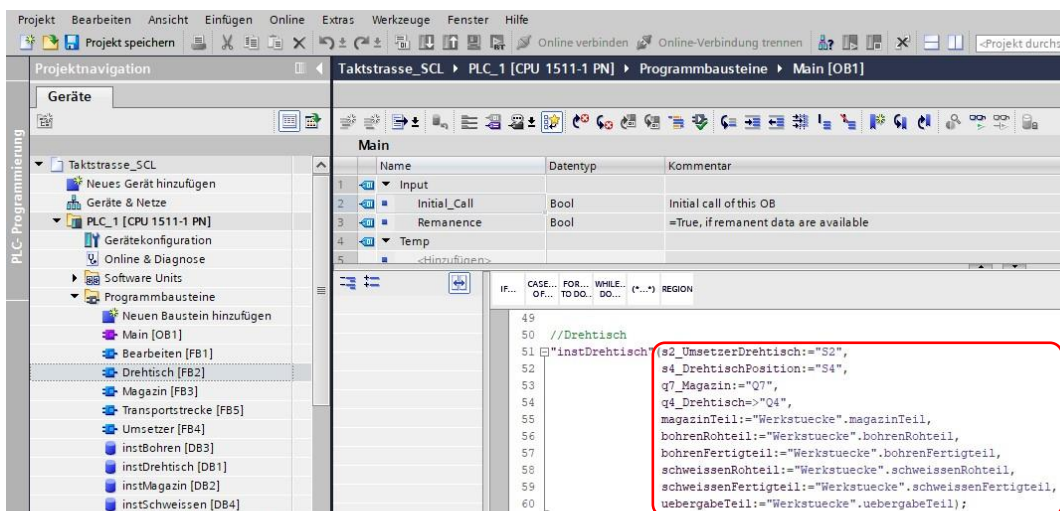 Projekt Bearbeiten Ansicht Einfügen Online Extras Werkzeuge Fenster Hilfe
Projekt speichern Online verbinden Online-Verbindung trennen <Projekt durchs
Projektnavigation
Taktstrasse_SCL PLC_1 [CPU 1511-1 PN] Programmbausteine Main [OB1]
Geräte
PLC-Programmierung
Main
Name Datentyp Kommentar
1 Input
2 Initial_Call Bool Initial call of this OB
3 Remanence Bool =True, if remanent data are available
4 Temp
5 <Hinzufügen>
Taktstrasse_SCL
Neues Gerät hinzufügen
Geräte & Netze
PLC_1 [CPU 1511-1 PN]
Gerätekonfiguration
Online & Diagnose
Software Units
Programmbausteine
Neuen Baustein hinzufügen
Main [OB1]
Bearbeiten [FB1]
Drehtisch [FB2]
Magazin [FB3]
Transportstrecke [FB5]
Umsetzer [FB4]
instBohren [DB3]
instDrehtisch [DB1]
instMagazin [DB2]
instSchweissen [DB4]
IF... CASE... OF... FOR... TO DO... WHILE... DO... (*...*) REGION
49
50 //Drehtisch
51 "instDrehtisch"(s2_UmsetzerDrehtisch:="S2",
52 s4_DrehtischPosition:="S4",
53 q7_Magazin:="Q7",
54 q4_Drehtisch=>"Q4",
55 magazinTeil:="Werkstuecke".magazinTeil,
56 bohrenRohteil:="Werkstuecke".bohrenRohteil,
57 bohrenFertigteil:="Werkstuecke".bohrenFertigteil,
58 schweissenRohteil:="Werkstuecke".schweissenRohteil,
59 schweissenFertigteil:="Werkstuecke".schweissenFertigteil,
60 uebergabeTeil:="Werkstuecke".uebergabeTeil);